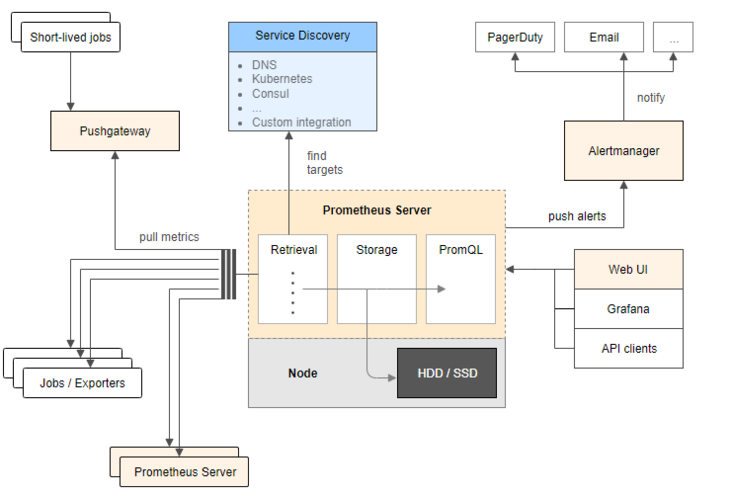 Short-lived jobs
Service Discovery
• DNS
• Kubernetes
• Consul
• ...
• Custom integration
PagerDuty
Email
...
notify
Pushgateway
Alertmanager
find
targets
pull metrics
push alerts
Prometheus Server
Retrieval
Storage
PromQL
Web UI
Grafana
API clients
Node
HDD / SSD
Jobs / Exporters
Prometheus Server